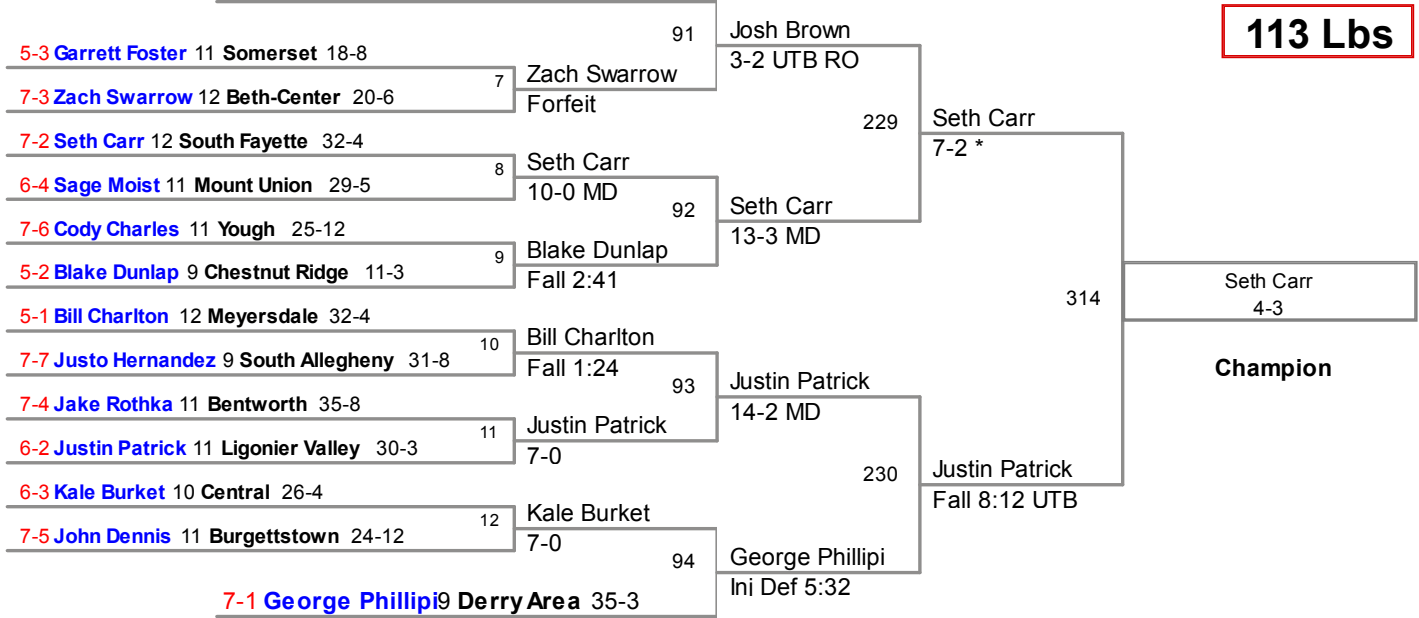 113 Lbs
91
Josh Brown
3-2 UTB RO
5-3 Garrett Foster 11 Somerset 18-8
7
Zach Swarrow
Forfeit
7-3 Zach Swarrow 12 Beth-Center 20-6
229
Seth Carr
7-2 *
7-2 Seth Carr 12 South Fayette 32-4
8
Seth Carr
10-0 MD
6-4 Sage Moist 11 Mount Union 29-5
92
Seth Carr
13-3 MD
7-6 Cody Charles 11 Yough 25-12
9
Blake Dunlap
Fall 2:41
5-2 Blake Dunlap 9 Chestnut Ridge 11-3
314
Seth Carr
4-3
Champion
5-1 Bill Charlton 12 Meyersdale 32-4
10
Bill Charlton
Fall 1:24
7-7 Justo Hernandez 9 South Allegheny 31-8
93
Justin Patrick
14-2 MD
7-4 Jake Rothka 11 Bentworth 35-8
11
Justin Patrick
7-0
6-2 Justin Patrick 11 Ligonier Valley 30-3
230
Justin Patrick
Fall 8:12 UTB
6-3 Kale Burket 10 Central 26-4
12
Kale Burket
7-0
7-5 John Dennis 11 Burgettstown 24-12
94
George Phillipi
Inj Def 5:32
7-1 George Phillipi9 Derry Area 35-3